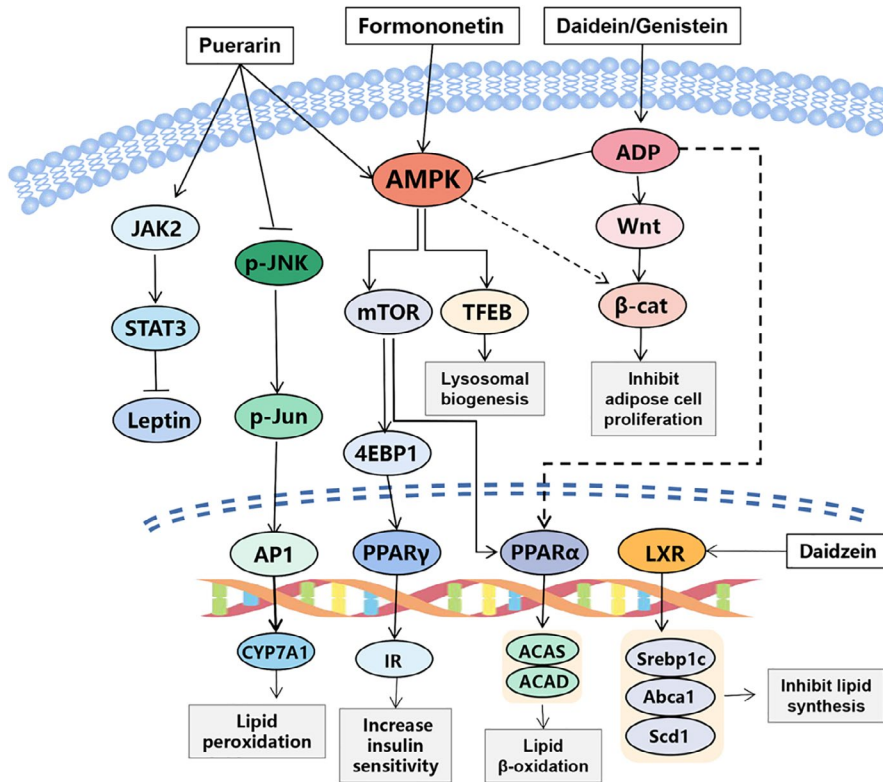 Puerarin
Formononetin
Daidein/Genistein
ADP
AMPK
JAK2
Wnt
p-JNK
mTOR
TFEB
β-cat
STAT3
Lysosomal
biogenesis
Inhibit
adipose cell
proliferation
Leptin
p-Jun
4EBP1
AP1
PPARγ
PPARα
LXR
Daidzein
CYP7A1
IR
ACAS
ACAD
Srebp1c
Abca1
Scd1
Inhibit lipid
synthesis
Lipid
peroxidation
Increase
insulin
sensitivity
Lipid
β-oxidation